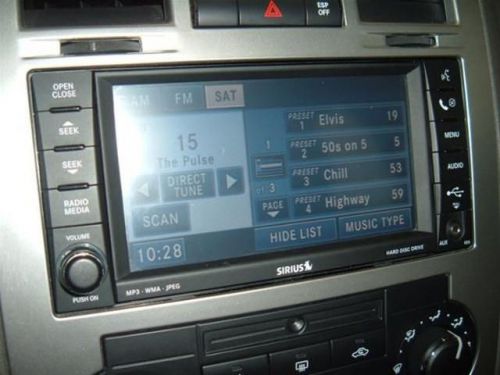 ESP
OFF
OPEN
CLOSE
SEEK
SEEK
RADIO
MEDIA
VOLUME
PUSH ON
AM FM SAT
15
The Pulse
DIRECT
TUNE
SCAN
10:28
1
of 3
PAGE
PRESET
1 Elvis 19
PRESET
2 50s on 5 5
PRESET
3 Chill 53
PRESET
4 Highway 59
HIDE LIST
MUSIC TYPE
MENU
AUDIO
AUX
MP3 - WMA - JPEG
SIRIUS
HARD DISC DRIVE